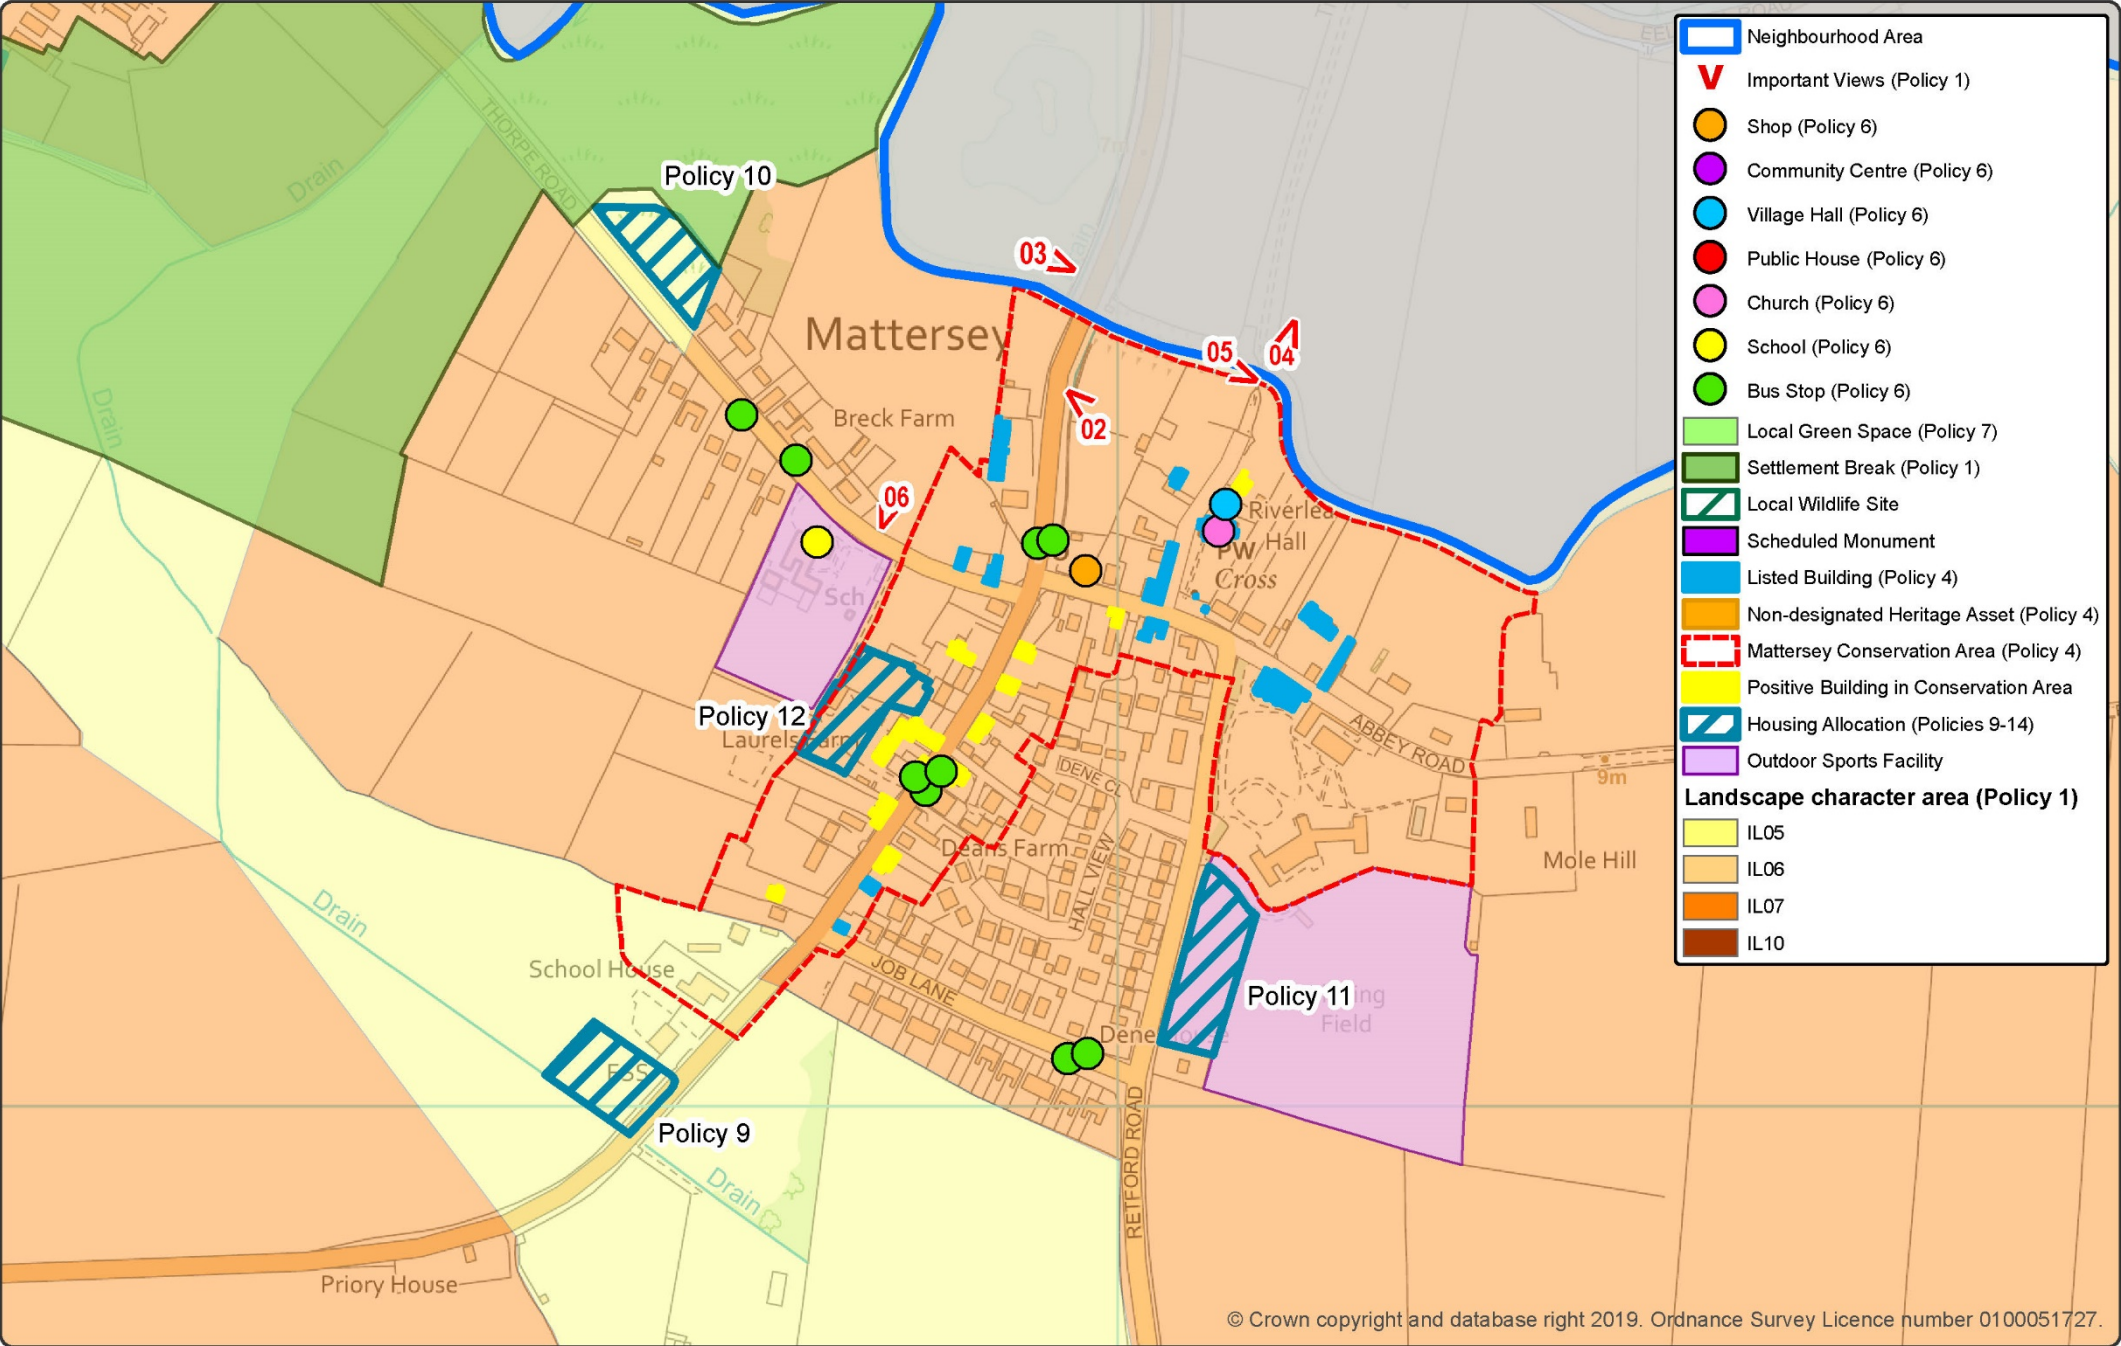 THORPE ROAD
Drain
Policy 10
7m
Drain
03
Mattersey
05
04
02
Breck Farm
Drain
06
Riverlea
Hall
PW
Cross
Sch
Policy 12
Laurels Farm
ABBEY ROAD
9m
DENE CL
Deans Farm
HALL VIEW
Mole Hill
Drain
School House
JOB LANE
Policy 11
Field
ESS
Policy 9
Drain
RETFORD ROAD
Priory House
Neighbourhood Area
Important Views (Policy 1)
Shop (Policy 6)
Community Centre (Policy 6)
Village Hall (Policy 6)
Public House (Policy 6)
Church (Policy 6)
School (Policy 6)
Bus Stop (Policy 6)
Local Green Space (Policy 7)
Settlement Break (Policy 1)
Local Wildlife Site
Scheduled Monument
Listed Building (Policy 4)
Non-designated Heritage Asset (Policy 4)
Mattersey Conservation Area (Policy 4)
Positive Building in Conservation Area
Housing Allocation (Policies 9-14)
Outdoor Sports Facility
Landscape character area (Policy 1)
IL05
IL06
IL07
IL10
© Crown copyright and database right 2019. Ordnance Survey Licence number 0100051727.